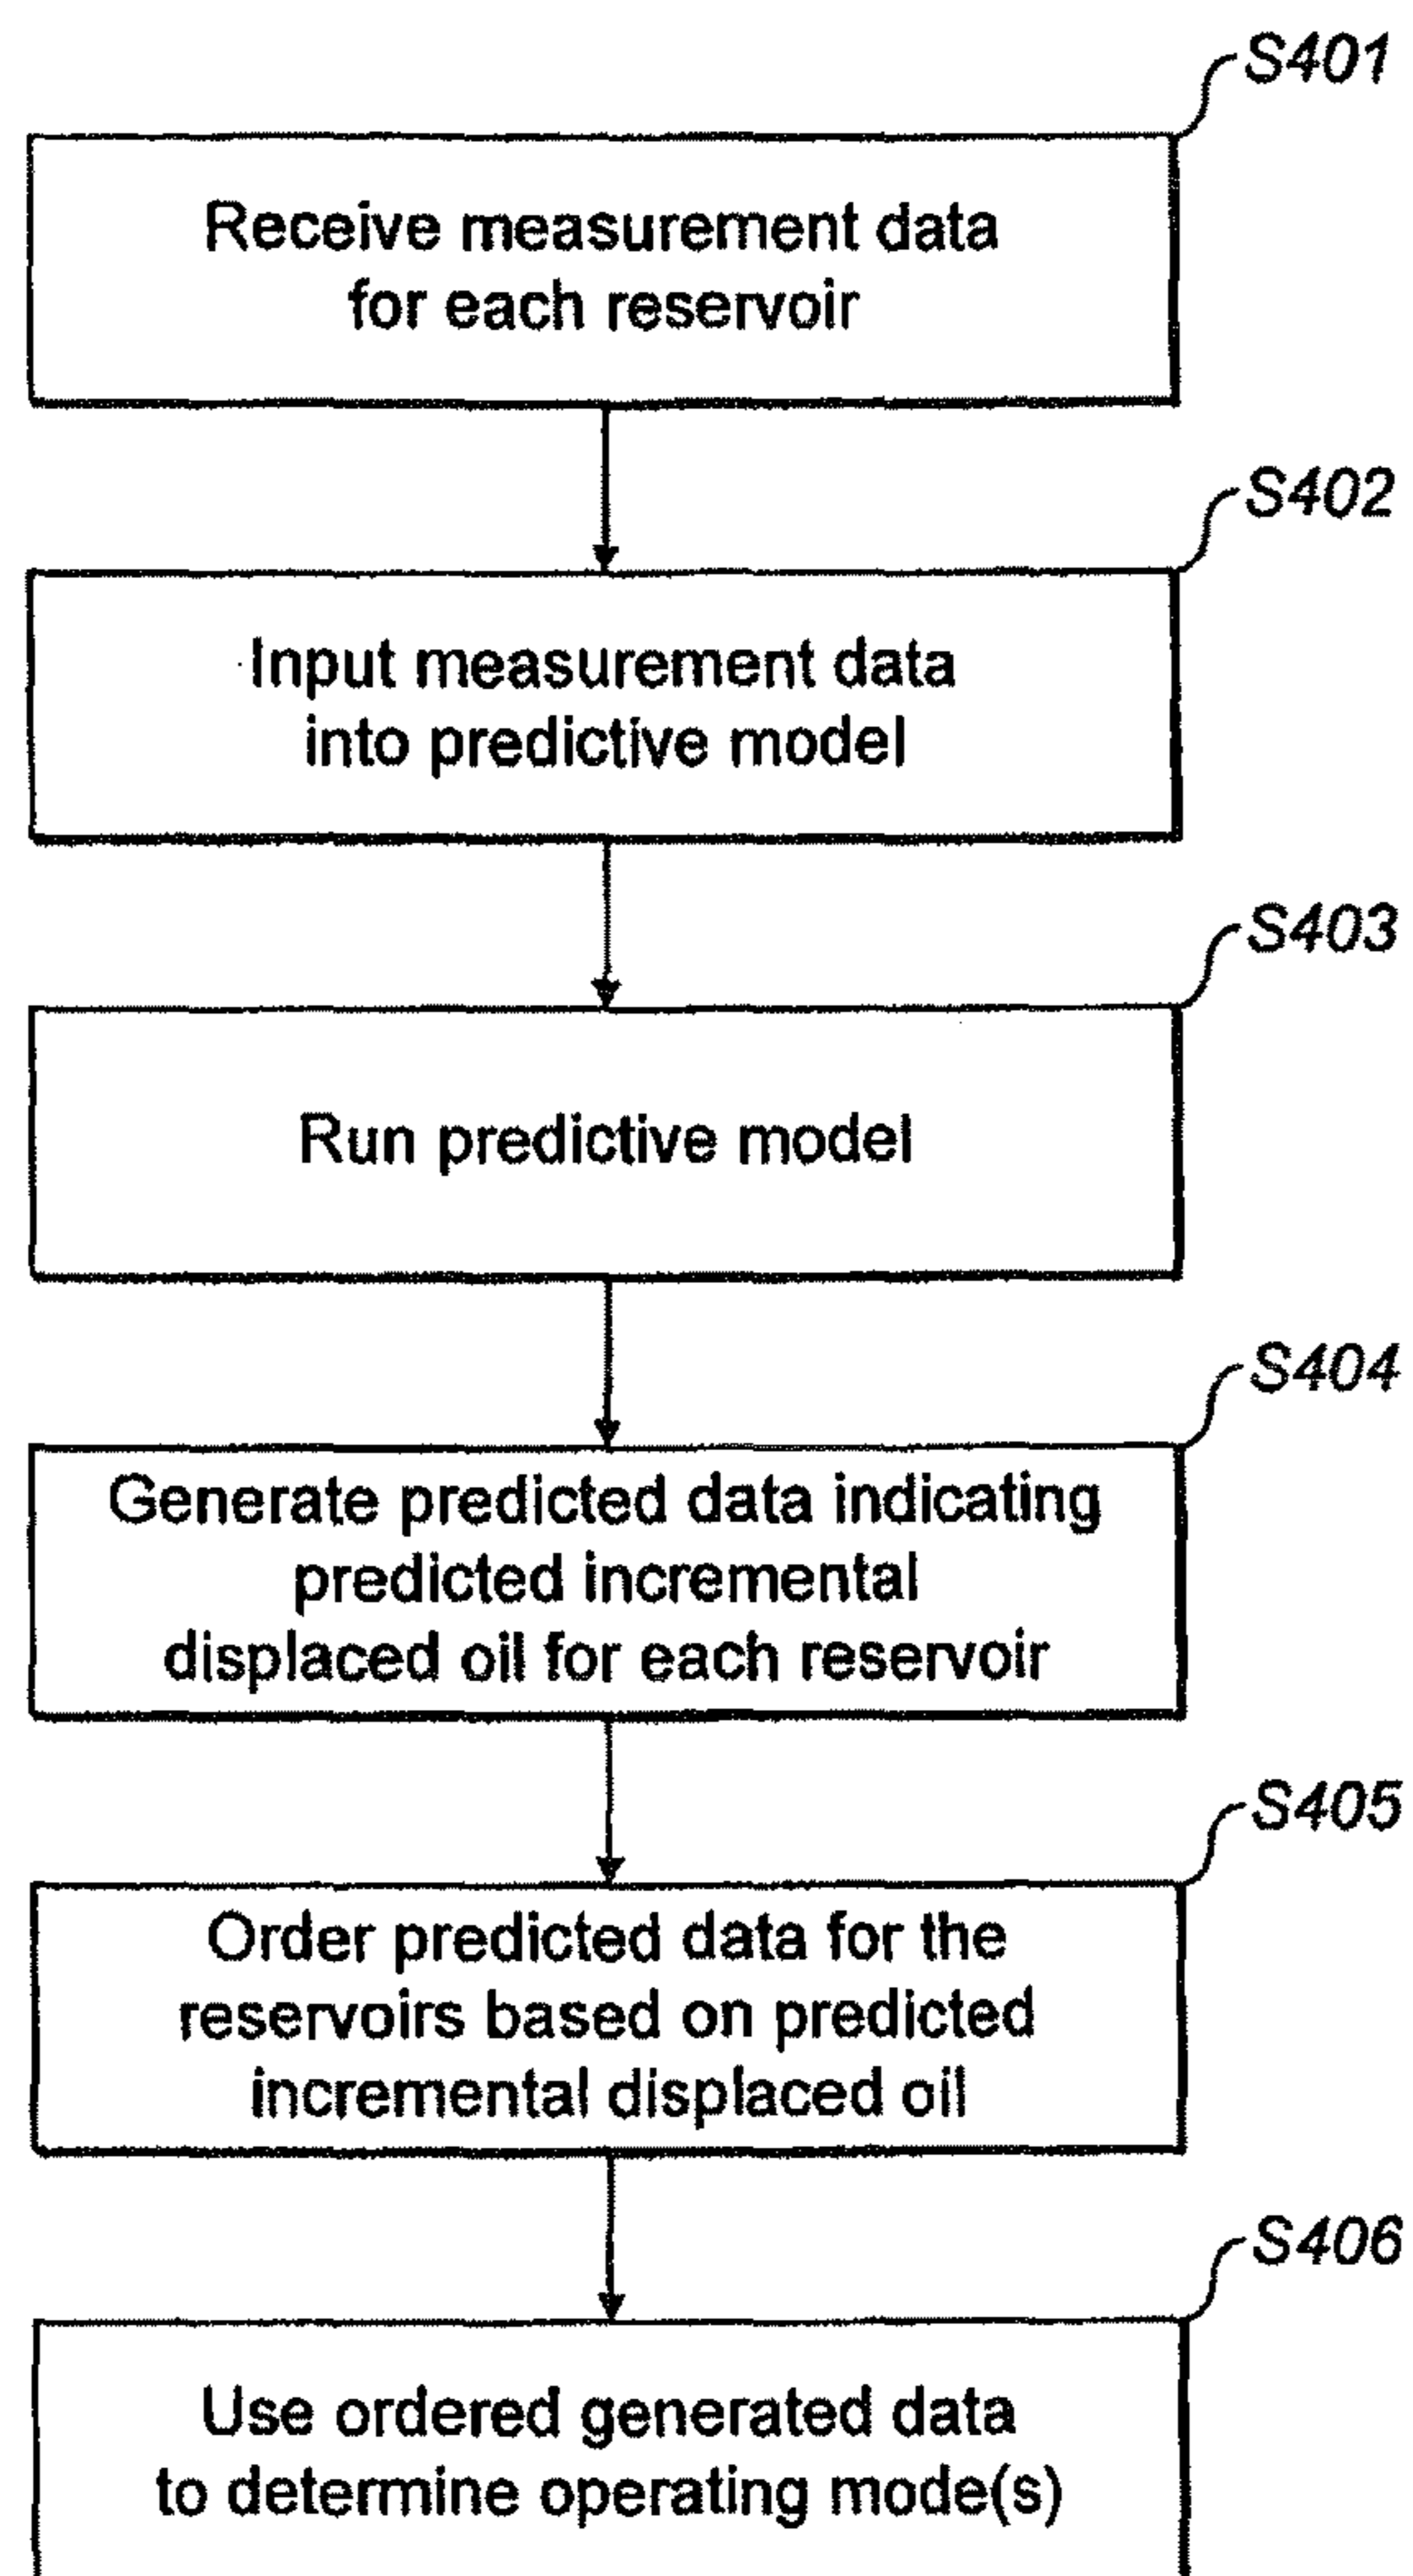 S401
Receive measurement data
for each reservoir
S402
Input measurement data
into predictive model
S403
Run predictive model
S404
Generate predicted data indicating
predicted incremental
displaced oil for each reservoir
S405
Order predicted data for the
reservoirs based on predicted
incremental displaced oil
S406
Use ordered generated data
to determine operating mode(s)